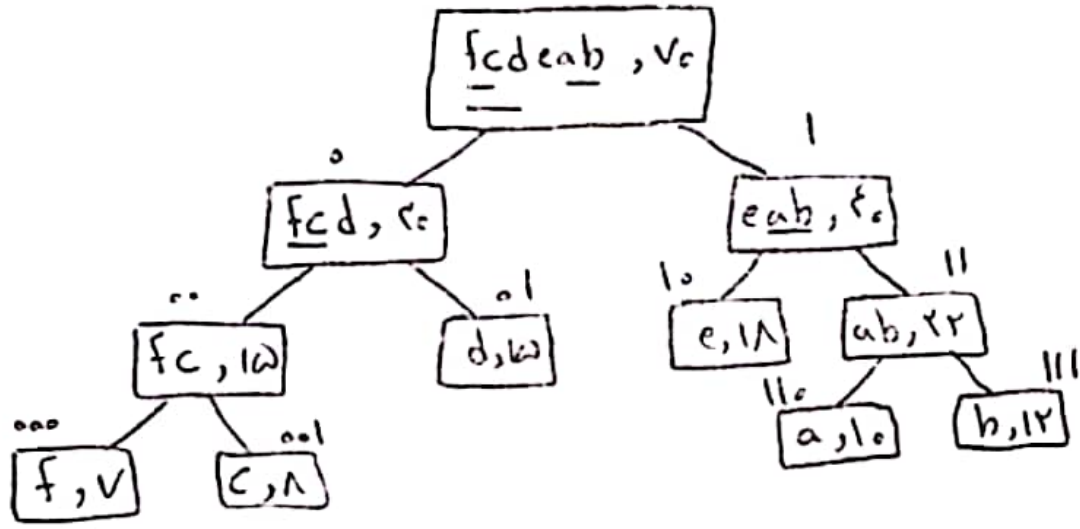 fcdeab , ۷۰
۰ ۱
fcd , ۳۰ eab , ۴۰
۰۰ ۰۱ ۱۰ ۱۱
fc , ۱۵ d , ۱۵ e , ۱۸ ab , ۲۲
۰۰۰ ۰۰۱ ۱۱۰ ۱۱۱
f , ۷ c , ۸ a , ۱۰ b , ۱۲